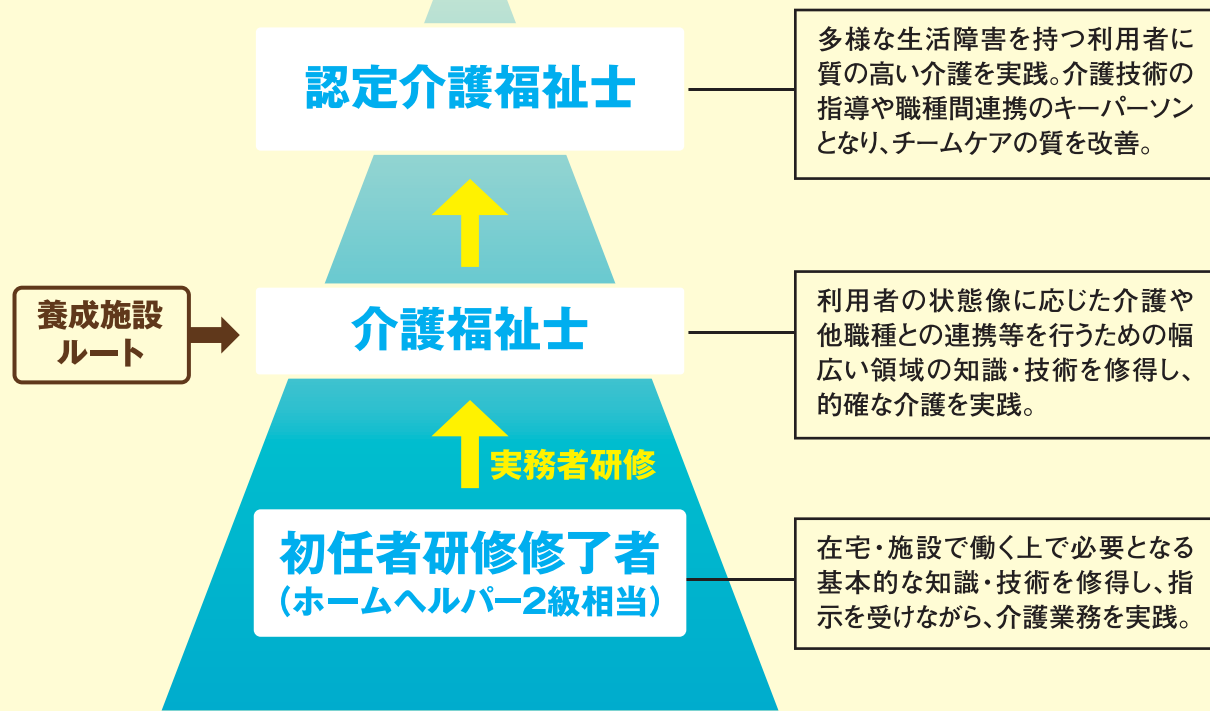 認定介護福祉士
多様な生活障害を持つ利用者に
質の高い介護を実践。介護技術の
指導や職種間連携のキーパーソン
となり、チームケアの質を改善。
養成施設
ルート
介護福祉士
利用者の状態像に応じた介護や
他職種との連携等を行うための幅
広い領域の知識・技術を修得し、
的確な介護を実践。
実務者研修
初任者研修修了者
（ホームヘルパー2級相当）
在宅・施設で働く上で必要となる
基本的な知識・技術を修得し、指
示を受けながら、介護業務を実践。